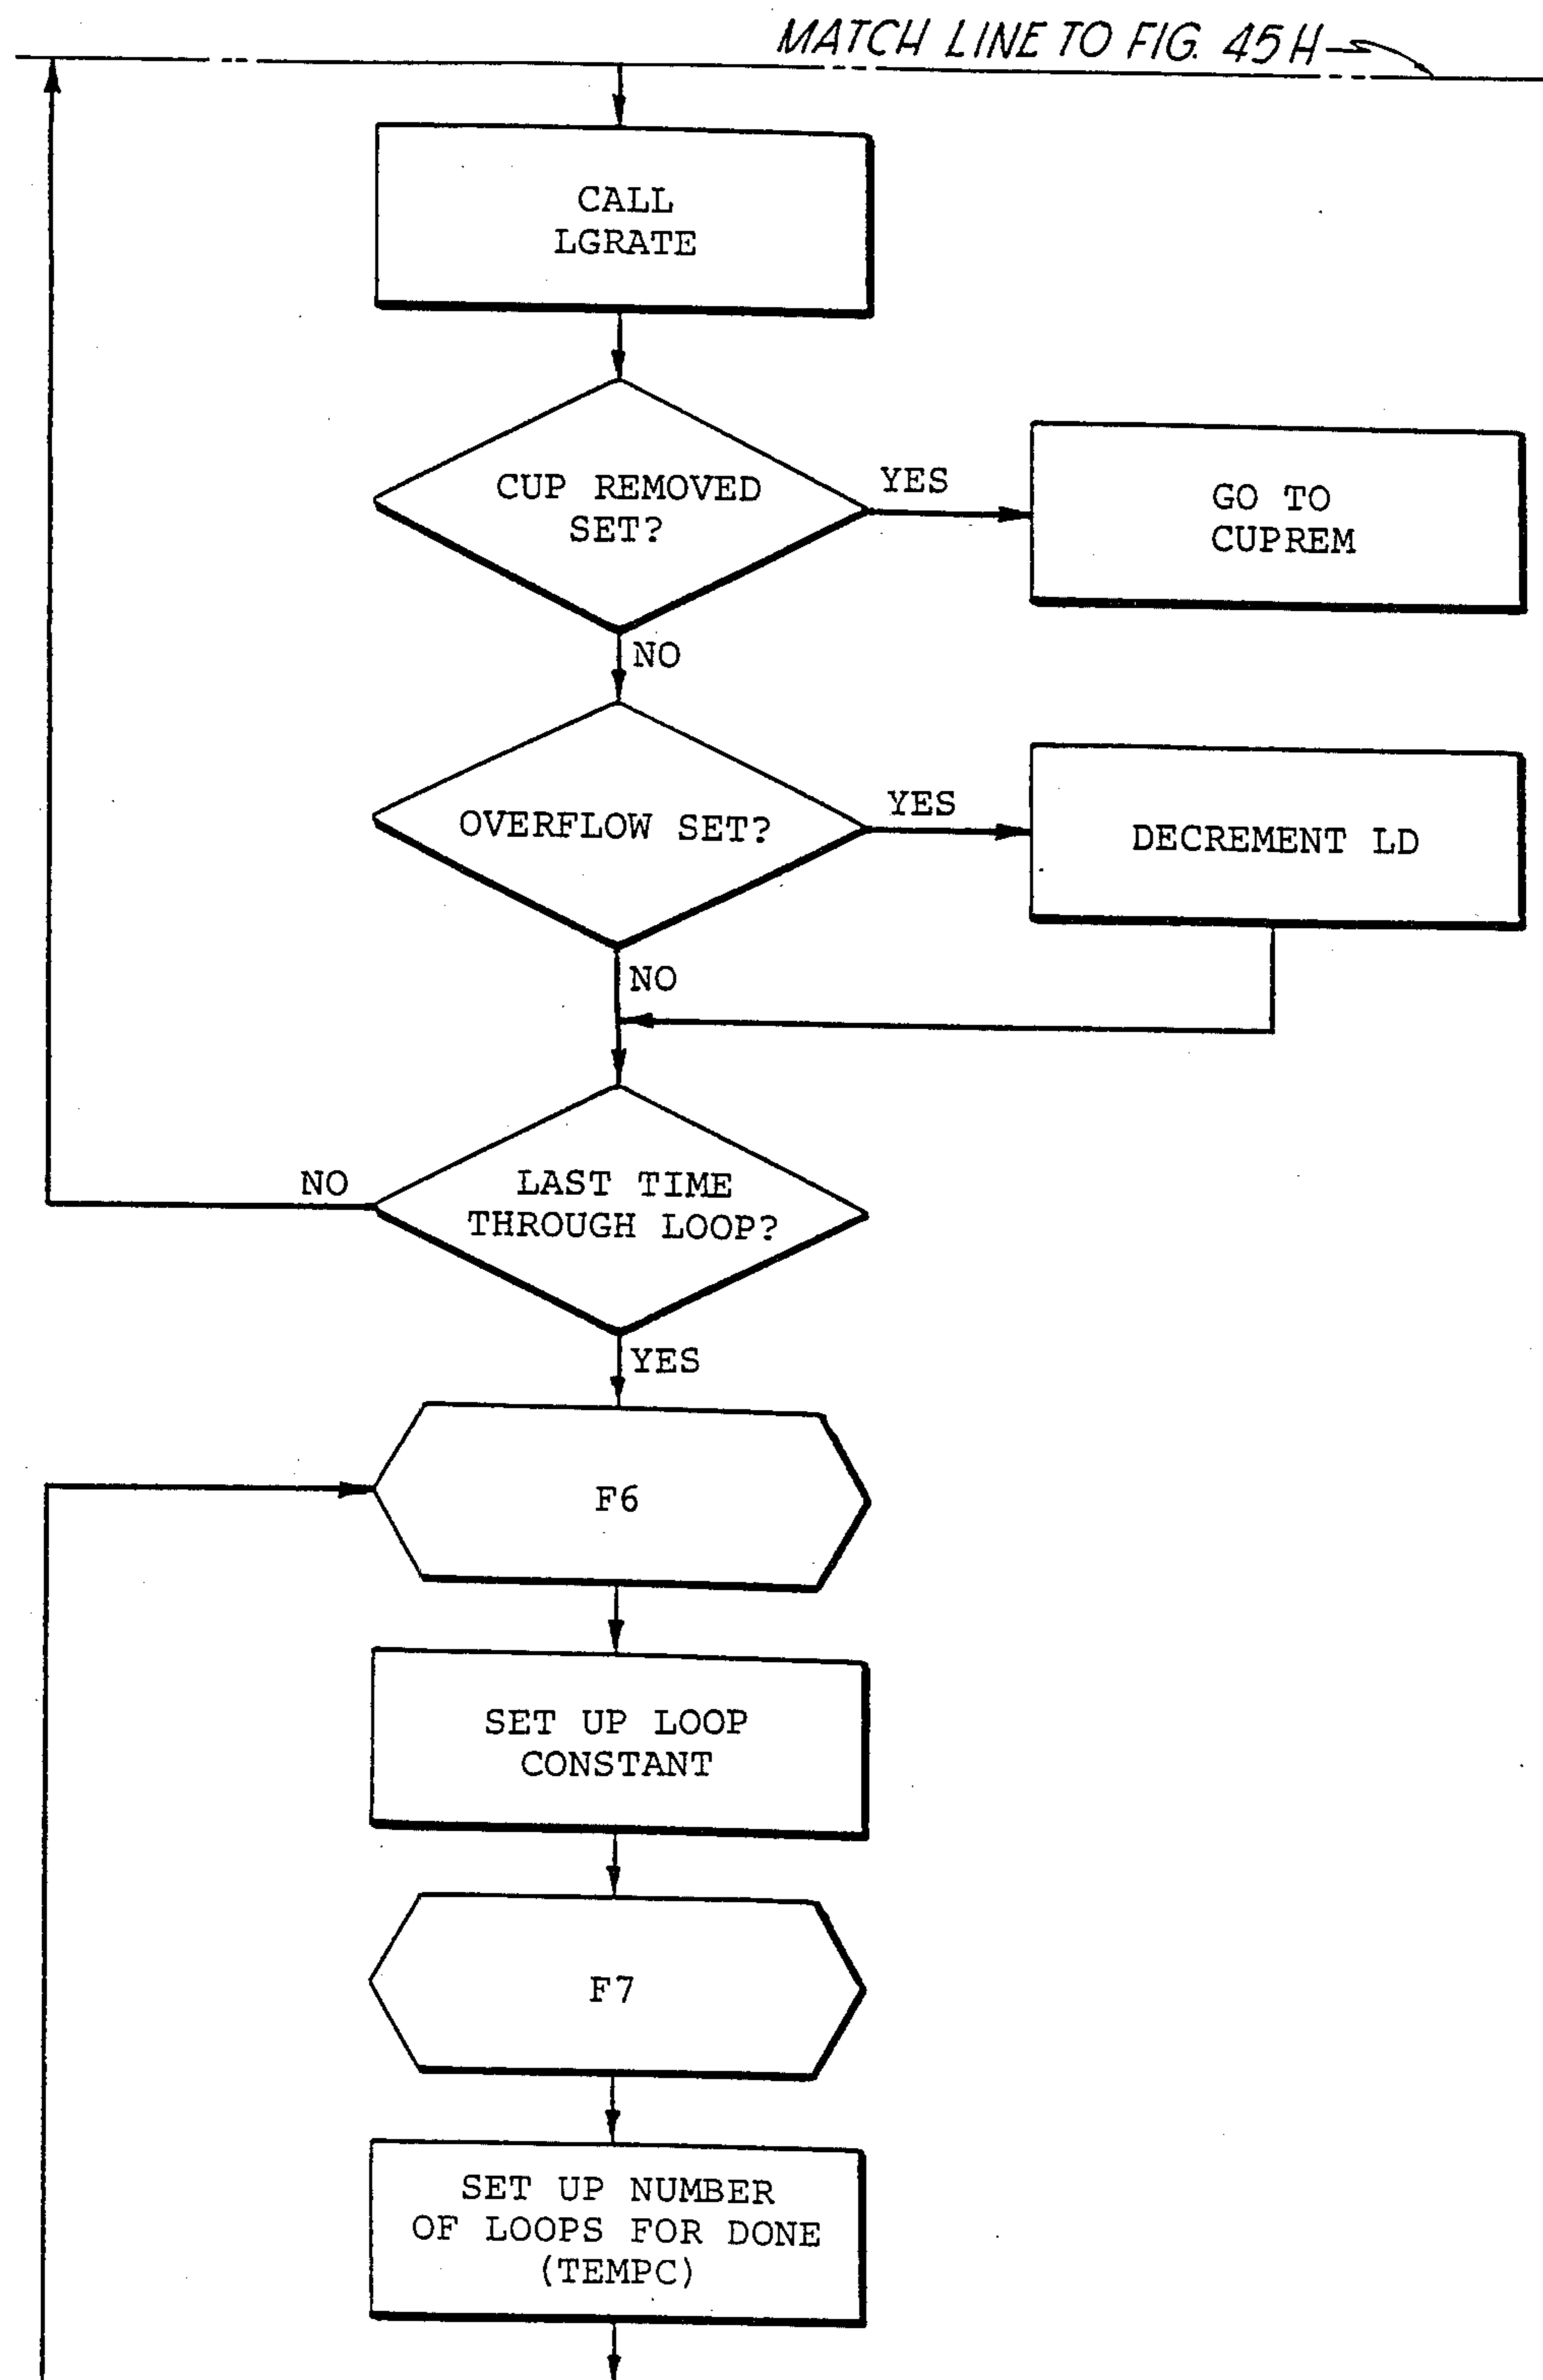 MATCH LINE TO FIG. 45H
CALL
LGRATE
CUP REMOVED
SET?
YES
GO TO
CUPREM
NO
OVERFLOW SET?
YES
DECREMENT LD
NO
LAST TIME
THROUGH LOOP?
NO
YES
F6
SET UP LOOP
CONSTANT
F7
SET UP NUMBER
OF LOOPS FOR DONE
(TEMPC)